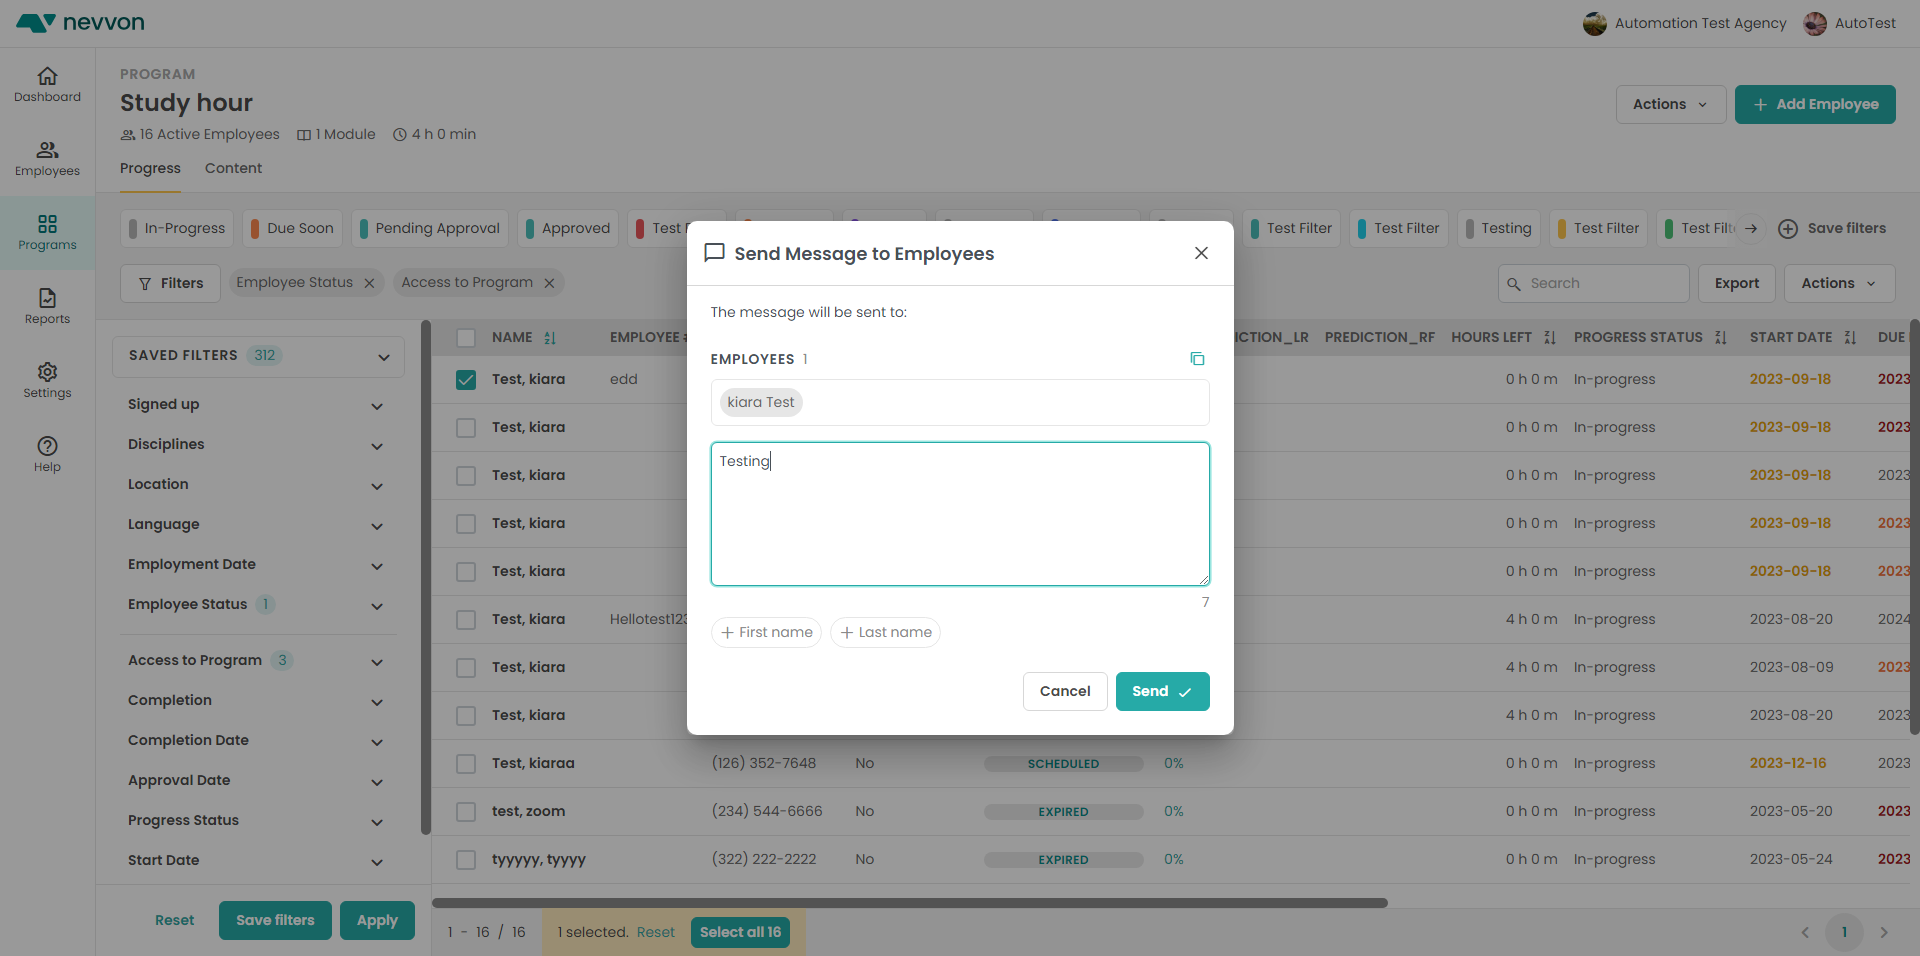 nevvon
Automation Test Agency
AutoTest
Dashboard
Employees
Programs
Reports
Settings
Help
PROGRAM
Study hour
16 Active Employees 1 Module 4 h 0 min
Progress Content
Actions
Add Employee
In-Progress Due Soon Pending Approval Approved Test Test Filter Test Filter Testing Test Filter Test Save filters
Filters Employee Status Access to Program
Search Export Actions
SAVED FILTERS 312
Signed up
Disciplines
Location
Language
Employment Date
Employee Status 1
Access to Program 3
Completion
Completion Date
Approval Date
Progress Status
Start Date
Reset Save filters Apply
NAME EMPLOYEE PREDICTION_RF HOURS LEFT PROGRESS STATUS START DATE DUE
Test, kiara edd 0 h 0 m In-progress 2023-09-18 2023
Test, kiara 0 h 0 m In-progress 2023-09-18 2023
Test, kiara 0 h 0 m In-progress 2023-09-18 2023
Test, kiara 0 h 0 m In-progress 2023-09-18 2023
Test, kiara 0 h 0 m In-progress 2023-09-18 2023
Test, kiara Hellotest123 4 h 0 m In-progress 2023-08-20 2024
Test, kiara 4 h 0 m In-progress 2023-08-09 2023
Test, kiara 4 h 0 m In-progress 2023-08-20 2023
Test, kiaraa (126) 352-7648 No SCHEDULED 0% 0 h 0 m In-progress 2023-12-16 2023
test, zoom (234) 544-6666 No EXPIRED 0% 0 h 0 m In-progress 2023-05-20 2023
tyyyyy, tyyyy (322) 222-2222 No EXPIRED 0% 0 h 0 m In-progress 2023-05-24 2023
1 - 16 / 16 1 selected. Reset Select all 16
1
Send Message to Employees
The message will be sent to:
EMPLOYEES 1
kiara Test
Testing
7
+ First name + Last name
Cancel Send